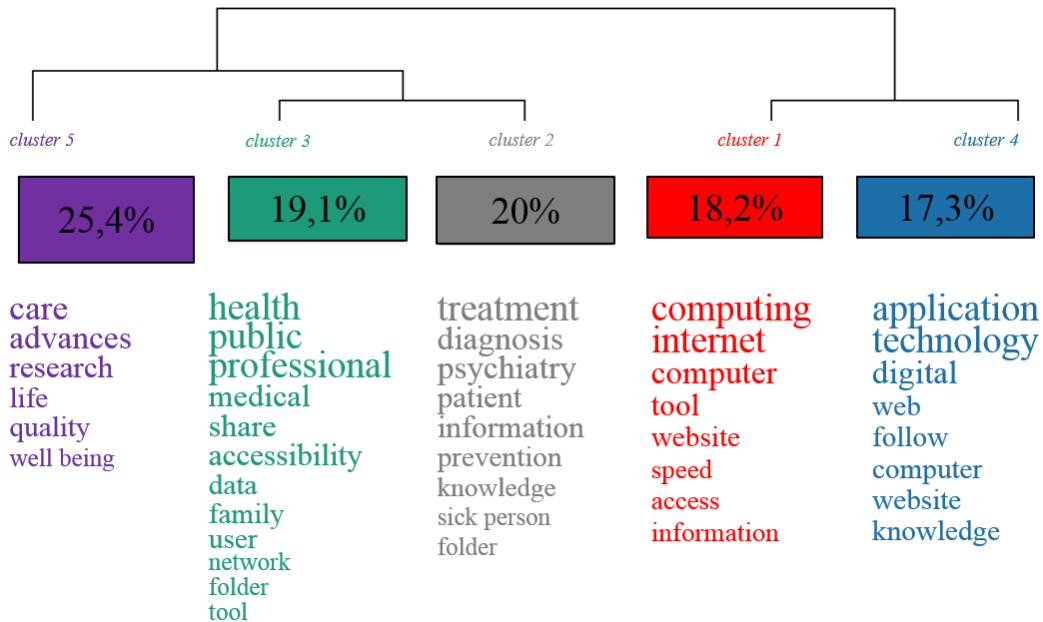 cluster 5
cluster 3
cluster 2
cluster 1
cluster 4
25,4%
19,1%
20%
18,2%
17,3%
care
advances
research
life
quality
well being
health
public
professional
medical
share
accessibility
data
family
user
network
folder
tool
treatment
diagnosis
psychiatry
patient
information
prevention
knowledge
sick person
folder
computing
internet
computer
tool
website
speed
access
information
application
technology
digital
web
follow
computer
website
knowledge